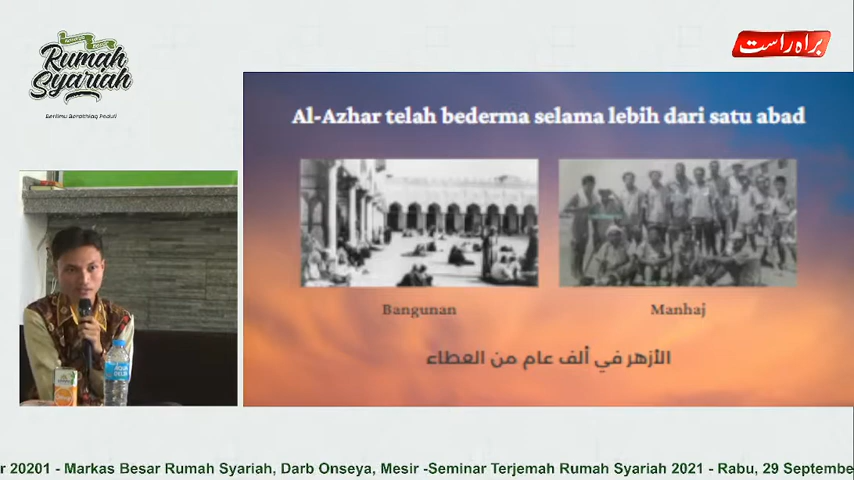 Rumah
Syariah
Berilmu Berakhlaq Peduli
براہ راست
Al-Azhar telah bederma selama lebih dari satu abad
Bangunan
Manhaj
الأزهر في ألف عام من العطاء
r 20201 - Markas Besar Rumah Syariah, Darb Onseya, Mesir -Seminar Terjemah Rumah Syariah 2021 - Rabu, 29 Septembe